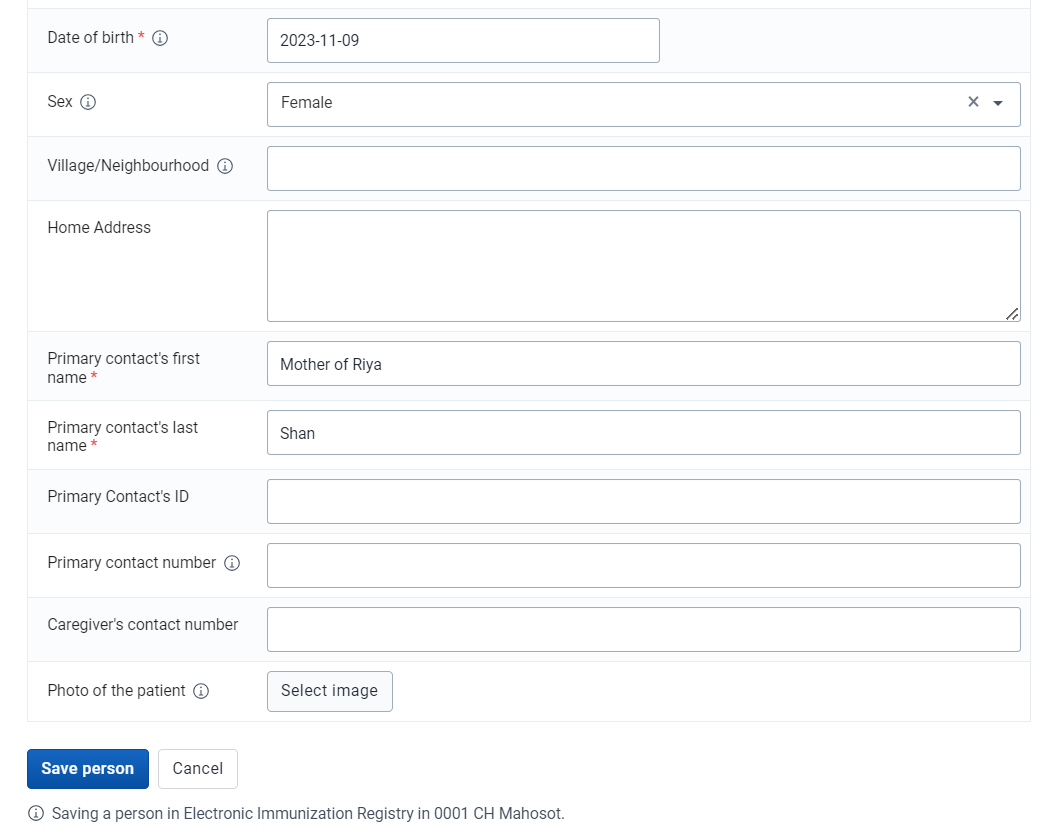 Date of birth *
2023-11-09
Sex
Female
Village/Neighbourhood
Home Address
Primary contact's first
name *
Mother of Riya
Primary contact's last
name *
Shan
Primary Contact's ID
Primary contact number
Caregiver's contact number
Photo of the patient
Select image
Save person
Cancel
Saving a person in Electronic Immunization Registry in 0001 CH Mahosot.